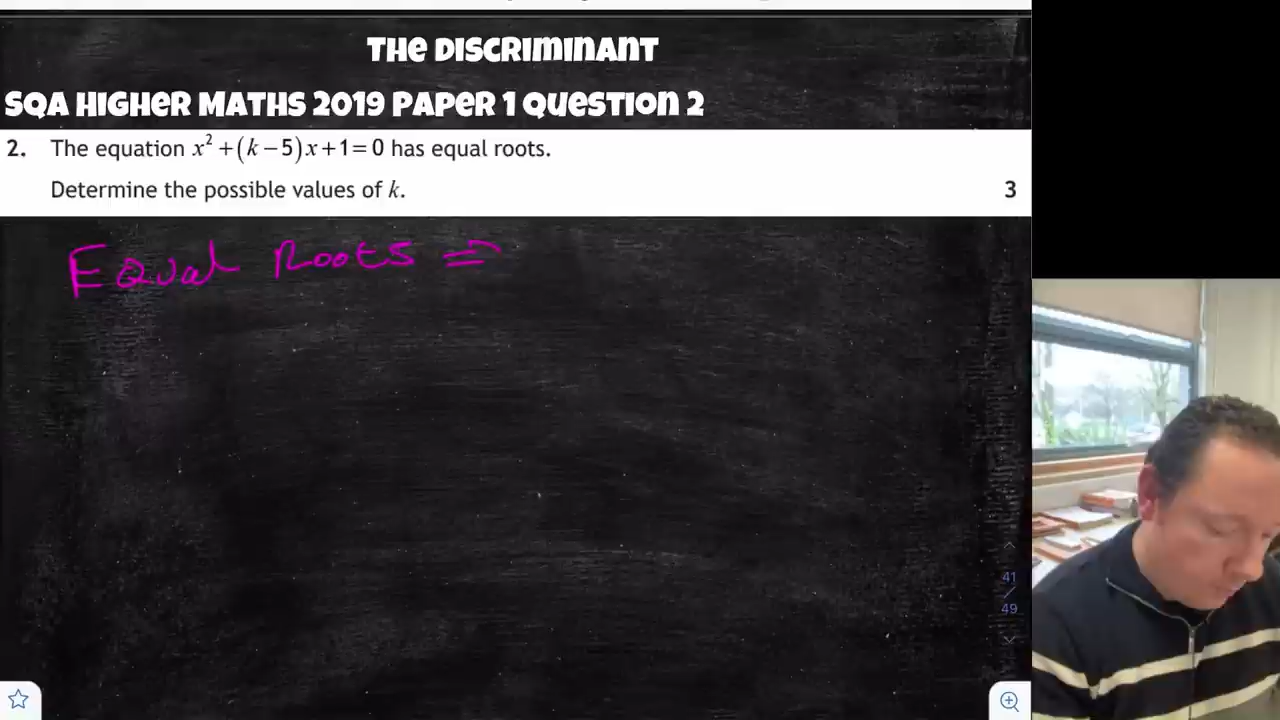 THE DISCRIMINANT
SQA HIGHER MATHS 2019 PAPER 1 QUESTION 2
2. The equation x² + (k − 5)x + 1 = 0 has equal roots.
Determine the possible values of k. 3
Equal Roots ⇒
41
/
49